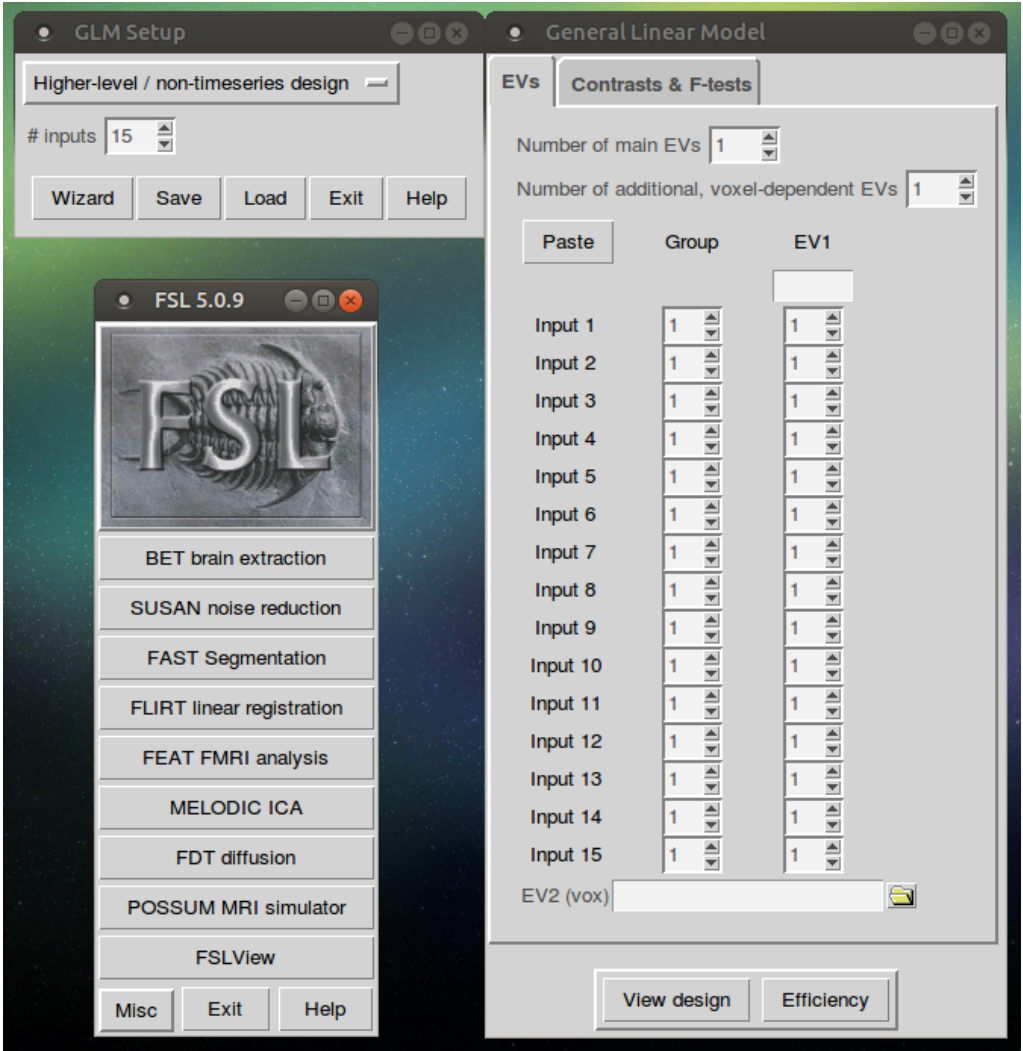 GLM Setup
Higher-level / non-timeseries design
# inputs 15
Wizard Save Load Exit Help
FSL 5.0.9
FSL
BET brain extraction
SUSAN noise reduction
FAST Segmentation
FLIRT linear registration
FEAT FMRI analysis
MELODIC ICA
FDT diffusion
POSSUM MRI simulator
FSLView
Misc Exit Help
General Linear Model
EVs Contrasts & F-tests
Number of main EVs 1
Number of additional, voxel-dependent EVs 1
Paste Group EV1
Input 1 1 1
Input 2 1 1
Input 3 1 1
Input 4 1 1
Input 5 1 1
Input 6 1 1
Input 7 1 1
Input 8 1 1
Input 9 1 1
Input 10 1 1
Input 11 1 1
Input 12 1 1
Input 13 1 1
Input 14 1 1
Input 15 1 1
EV2 (vox)
View design Efficiency